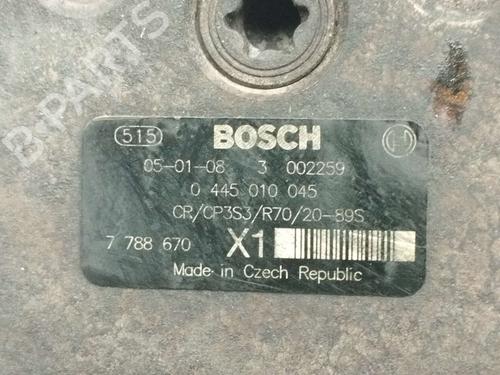 B-PARTS
515 BOSCH
05-01-08 3 002259
0 445 010 045
CR/CP3S3/R70/20-89S
7 788 670 X1
Made in Czech Republic